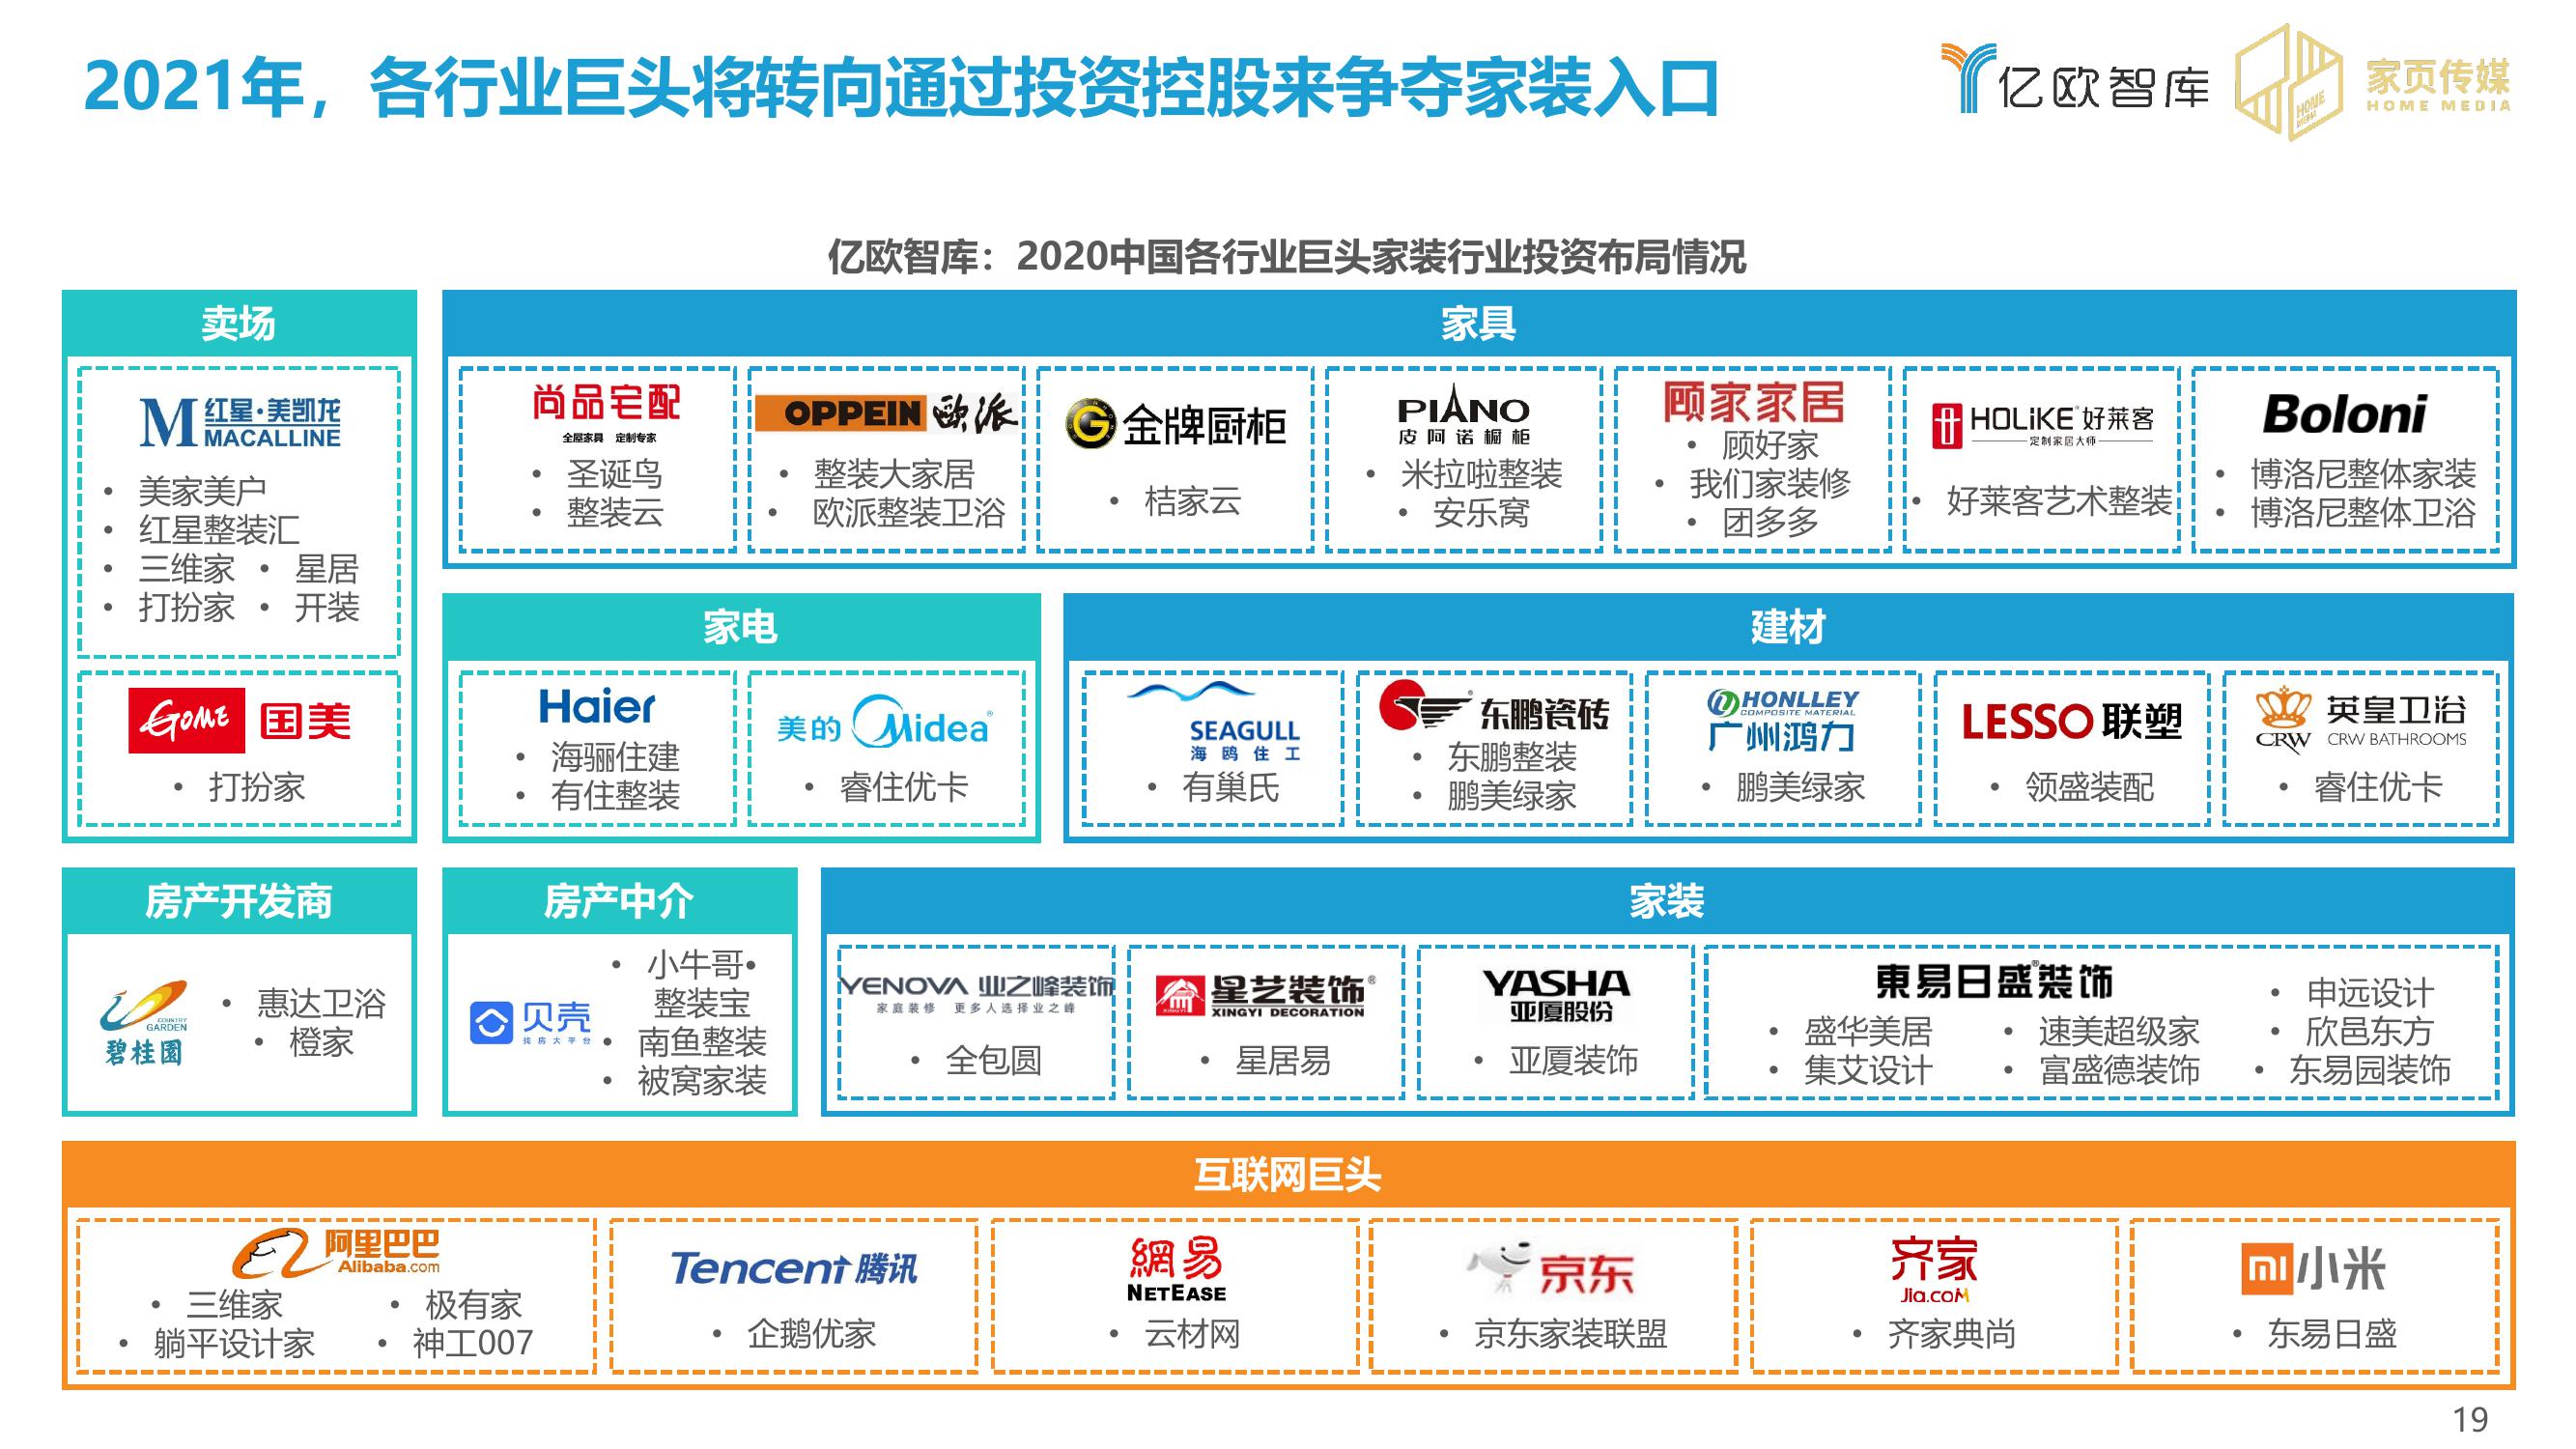 2021年，各行业巨头将转向通过投资控股来争夺家装入口
亿欧智库
家页传媒
HOME MEDIA
亿欧智库：2020中国各行业巨头家装行业投资布局情况
卖场
红星·美凯龙
MACALLINE
• 美家美户
• 红星整装汇
• 三维家 • 星居
• 打扮家 • 开装
GOME 国美
• 打扮家
家具
尚品宅配
全屋家具 定制专家
• 圣诞鸟
• 整装云
OPPEIN 欧派
• 整装大家居
• 欧派整装卫浴
金牌厨柜
• 桔家云
PIANO
皮阿诺橱柜
• 米拉啦整装
• 安乐窝
顾家家居
• 顾好家
• 我们家装修
• 团多多
HOLiKE 好莱客
定制家居大师
• 好莱客艺术整装
Boloni
• 博洛尼整体家装
• 博洛尼整体卫浴
家电
Haier
• 海骊住建
• 有住整装
美的 Midea
• 睿住优卡
建材
SEAGULL
海鸥住工
• 有巢氏
东鹏瓷砖
• 东鹏整装
• 鹏美绿家
HONLLEY
COMPOSITE MATERIAL
广州鸿力
• 鹏美绿家
LESSO 联塑
• 领盛装配
英皇卫浴
CRW CRW BATHROOMS
• 睿住优卡
房产开发商
COUNTRY
GARDEN
碧桂園
• 惠达卫浴
• 橙家
房产中介
贝壳
找房大平台
• 小牛哥•
整装宝
• 南鱼整装
• 被窝家装
家装
YENOVA 业之峰装饰
家庭装修 更多人选择业之峰
• 全包圆
星艺装饰®
XINGYI DECORATION
• 星居易
YASHA
亚厦股份
• 亚厦装饰
東易日盛®裝饰
• 盛华美居 • 速美超级家
• 集艾设计 • 富盛德装饰
• 申远设计
• 欣邑东方
• 东易园装饰
互联网巨头
阿里巴巴
Alibaba.com
• 三维家 • 极有家
• 躺平设计家 • 神工007
Tencent 腾讯
• 企鹅优家
網易
NETEASE
• 云材网
京东
• 京东家装联盟
齐家
Jia.coM
• 齐家典尚
mi 小米
• 东易日盛
19